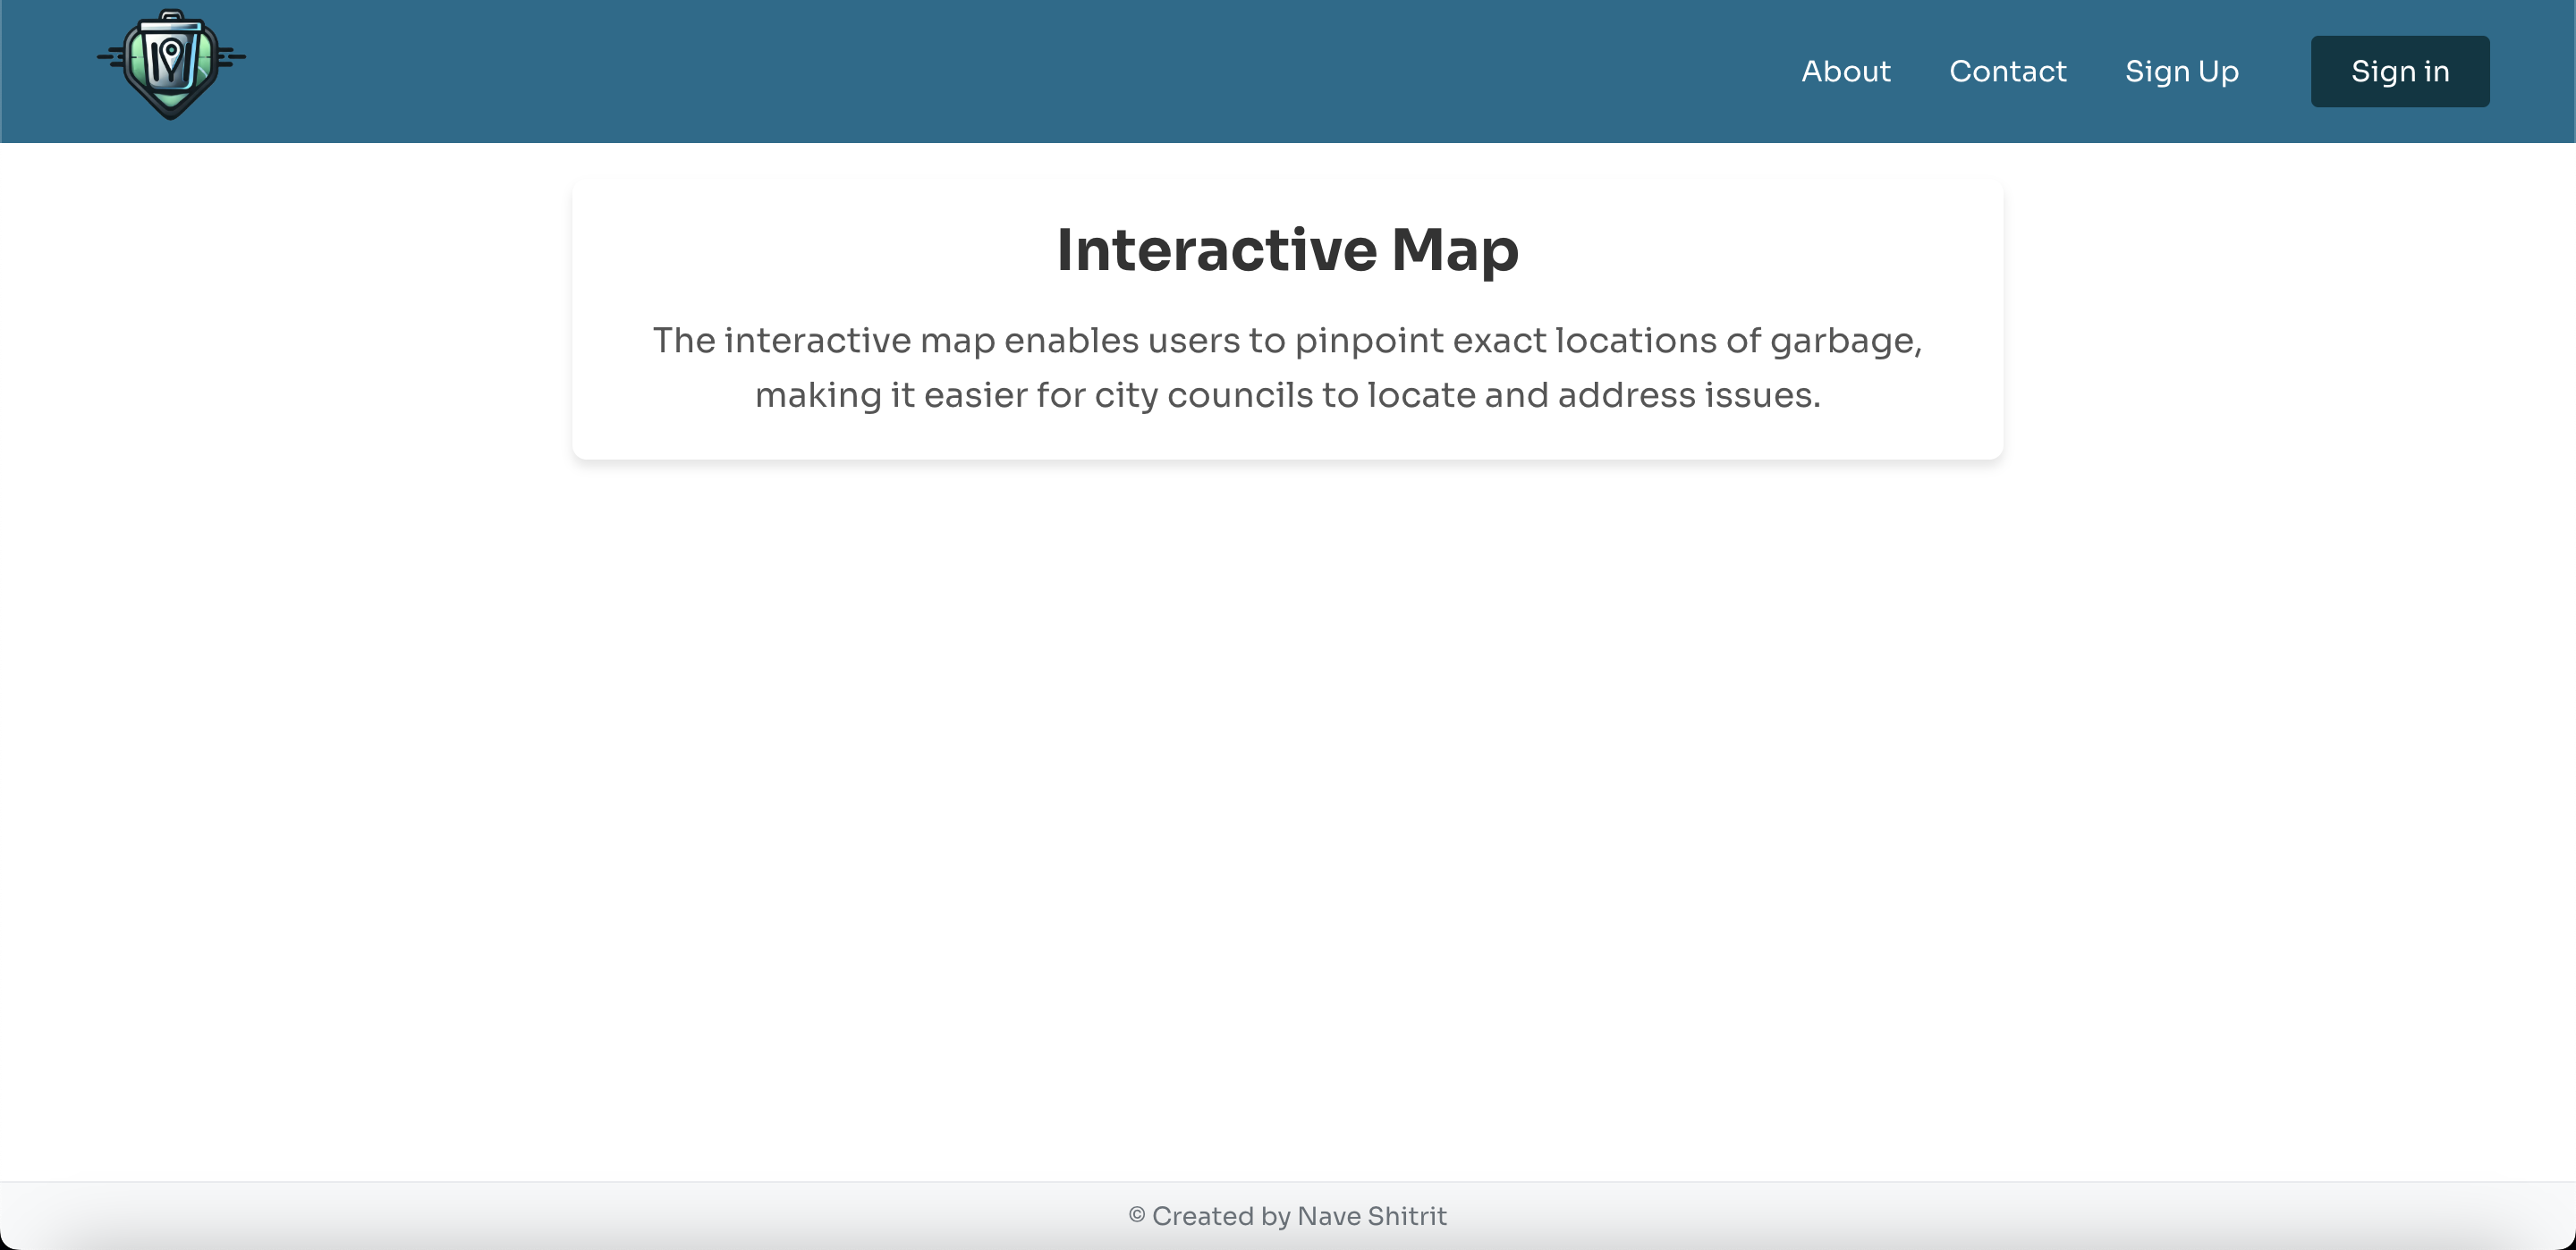 About
Contact
Sign Up
Sign in
Interactive Map
The interactive map enables users to pinpoint exact locations of garbage,
making it easier for city councils to locate and address issues.
© Created by Nave Shitrit